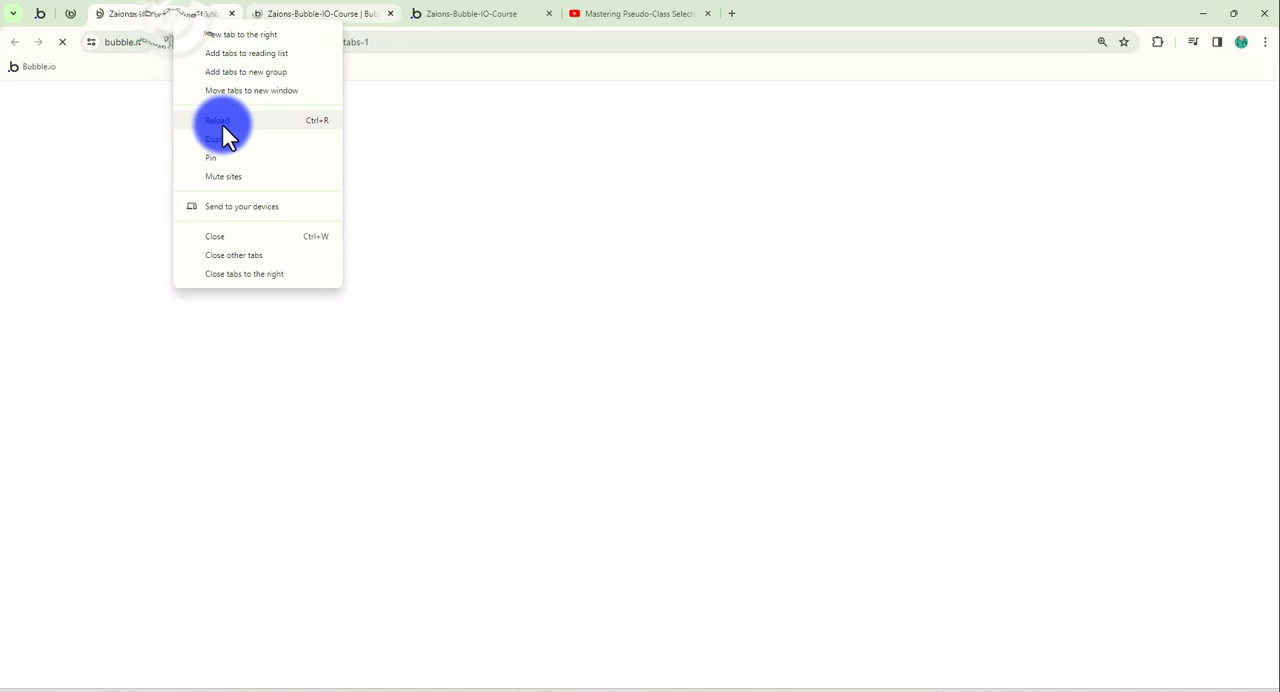 Zaions-Bubble-IO-Course | Bub
Zaions-Bubble-IO-Course
Mastering Pseudo-Class Select
tabs-1
Bubble.io
New tab to the right
Add tabs to reading list
Add tabs to new group
Move tabs to new window
Reload Ctrl+R
Pin
Mute sites
Send to your devices
Close Ctrl+W
Close other tabs
Close tabs to the right